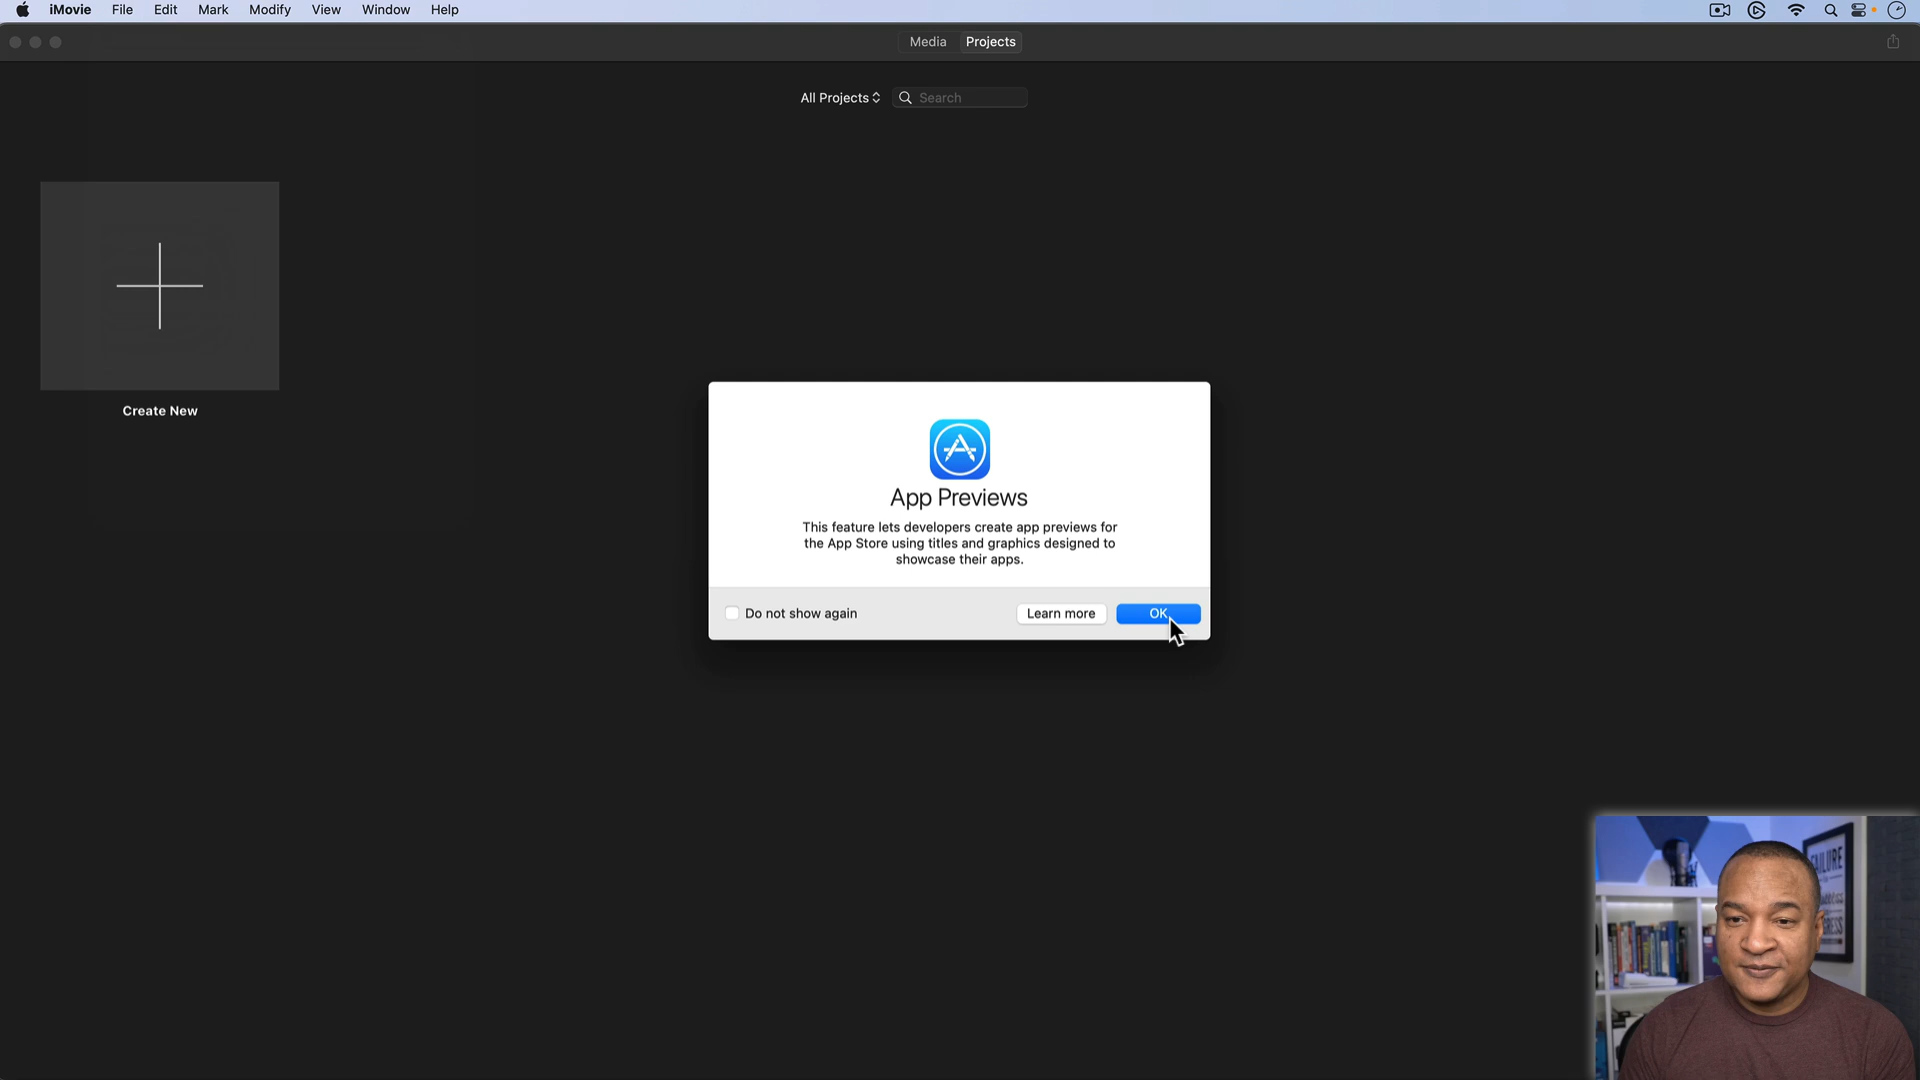 iMovie File Edit Mark Modify View Window Help
Media Projects
All Projects Search
Create New
App Previews
This feature lets developers create app previews for
the App Store using titles and graphics designed to
showcase their apps.
Do not show again Learn more OK